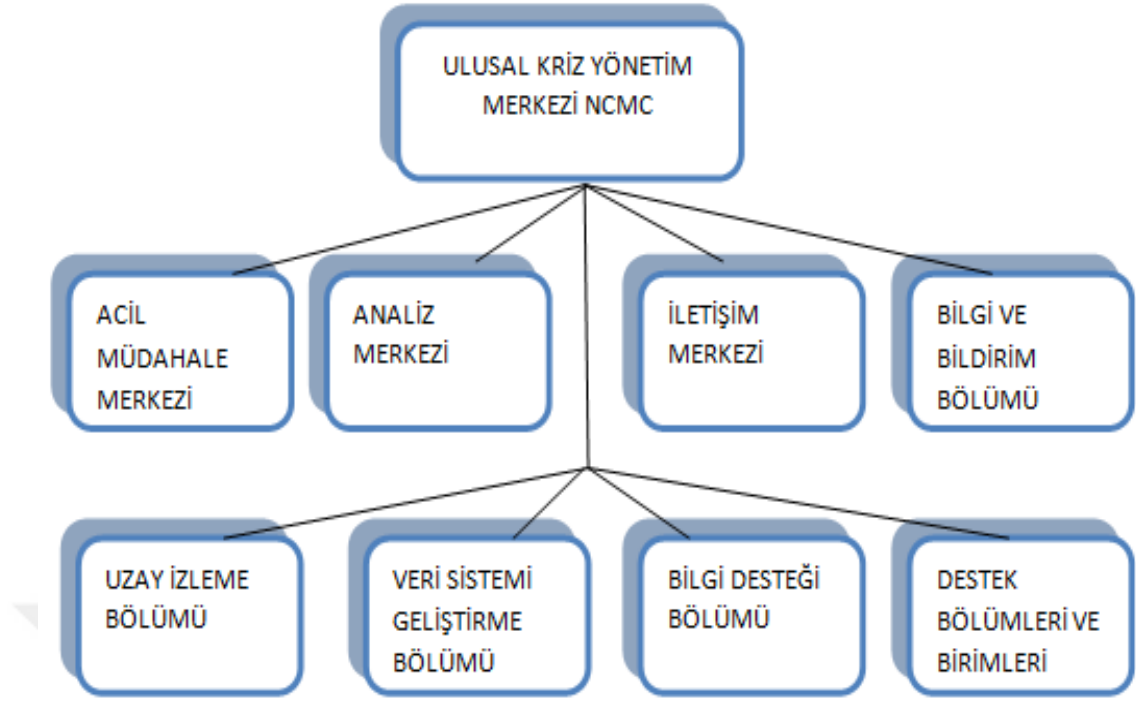 ULUSAL KRİZ YÖNETİM
MERKEZİ NCMC
ACİL
MÜDAHALE
MERKEZİ
ANALİZ
MERKEZİ
İLETİŞİM
MERKEZİ
BİLGİ VE
BİLDİRİM
BÖLÜMÜ
UZAY İZLEME
BÖLÜMÜ
VERİ SİSTEMİ
GELİŞTİRME
BÖLÜMÜ
BİLGİ DESTEĞİ
BÖLÜMÜ
DESTEK
BÖLÜMLERİ VE
BİRİMLERİ